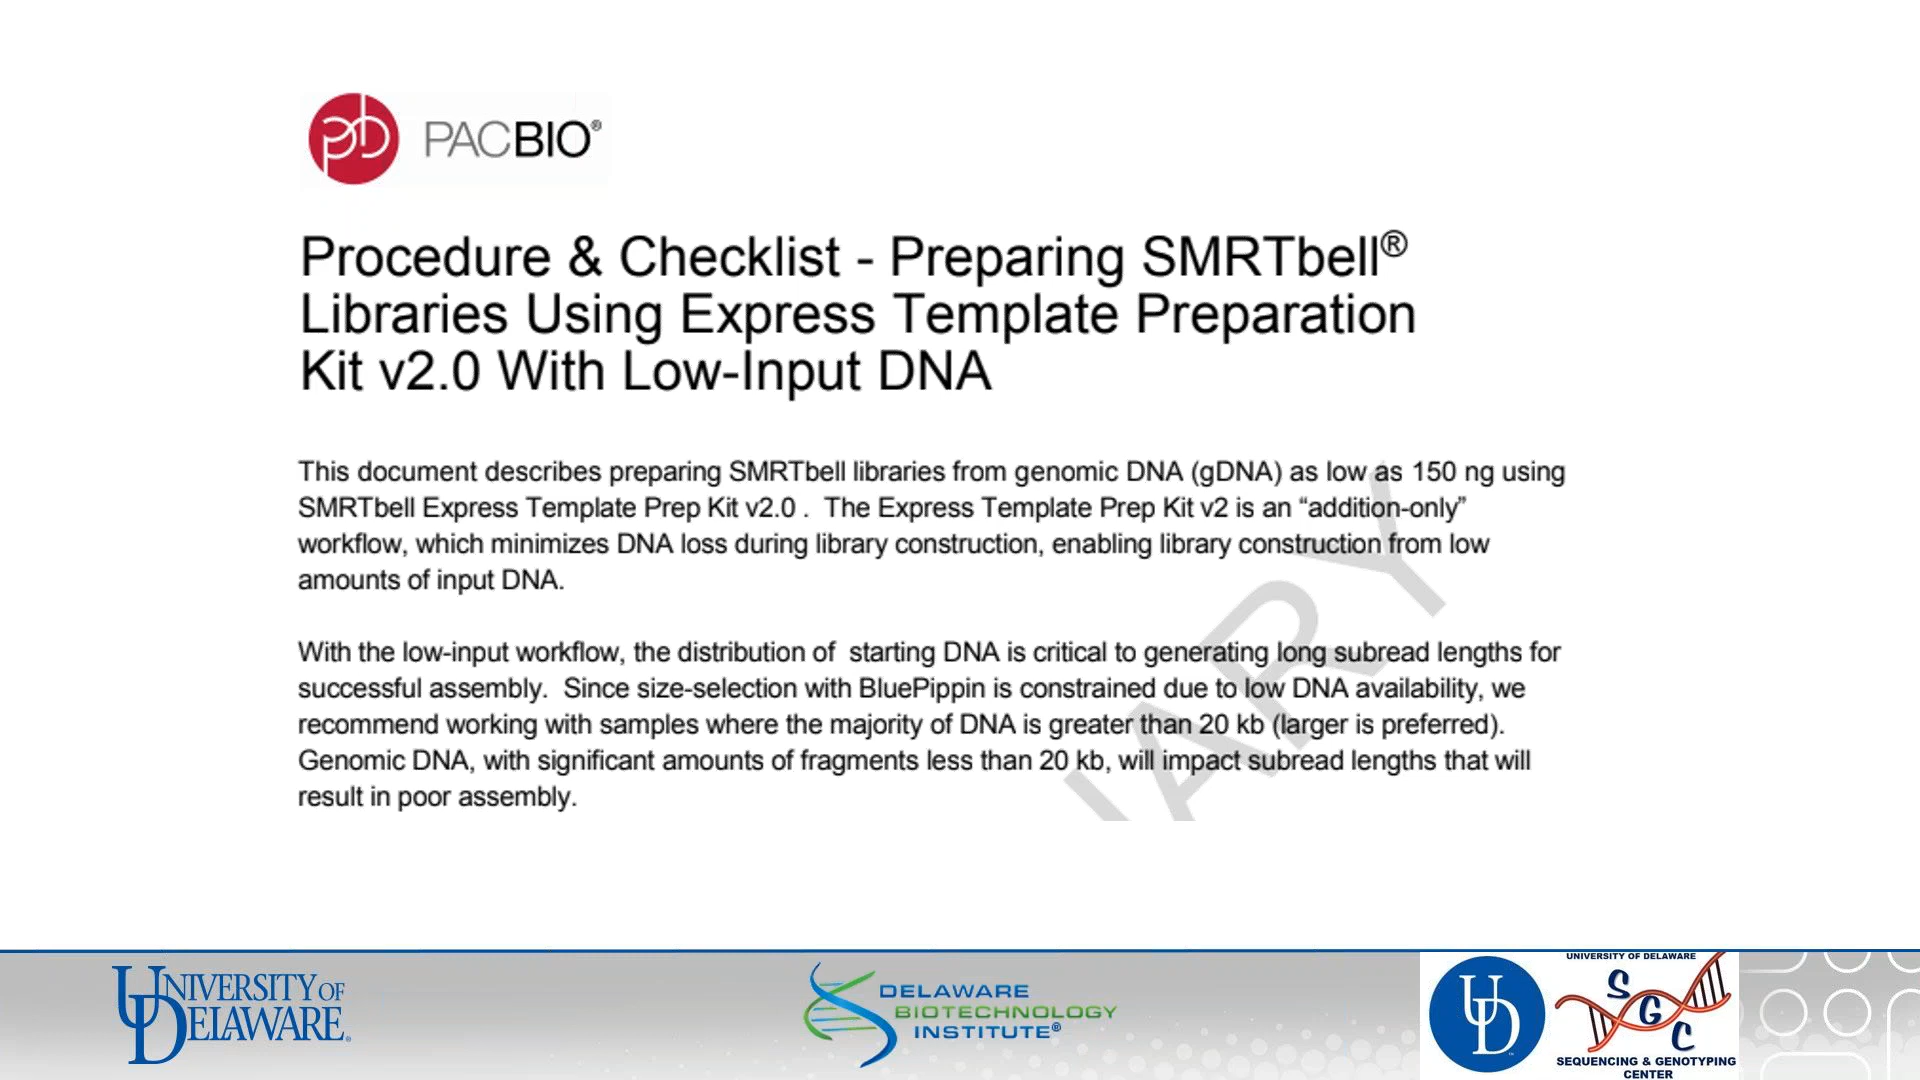 PACBIO®
Procedure & Checklist - Preparing SMRTbell®
Libraries Using Express Template Preparation
Kit v2.0 With Low-Input DNA
This document describes preparing SMRTbell libraries from genomic DNA (gDNA) as low as 150 ng using
SMRTbell Express Template Prep Kit v2.0 .  The Express Template Prep Kit v2 is an “addition-only”
workflow, which minimizes DNA loss during library construction, enabling library construction from low
amounts of input DNA.
With the low-input workflow, the distribution of  starting DNA is critical to generating long subread lengths for
successful assembly.  Since size-selection with BluePippin is constrained due to low DNA availability, we
recommend working with samples where the majority of DNA is greater than 20 kb (larger is preferred).
Genomic DNA, with significant amounts of fragments less than 20 kb, will impact subread lengths that will
result in poor assembly.
UNIVERSITY OF
DELAWARE
DELAWARE
BIOTECHNOLOGY
INSTITUTE®
UD
UNIVERSITY OF DELAWARE
SGC
SEQUENCING & GENOTYPING
CENTER